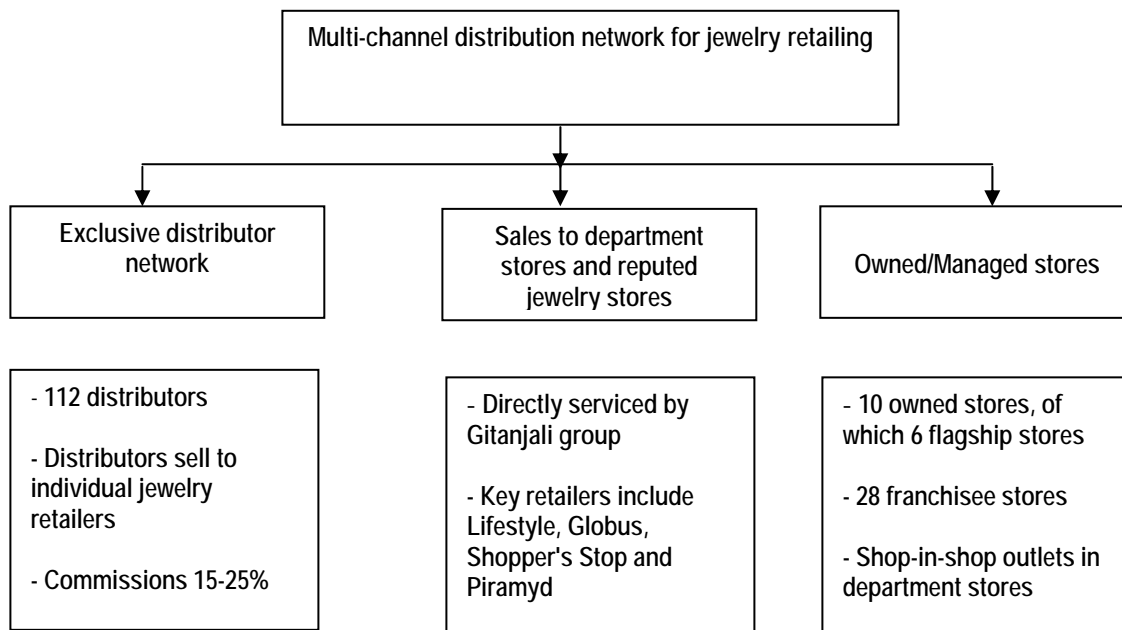 Multi-channel distribution network for jewelry retailing
Exclusive distributor
network
Sales to department
stores and reputed
jewelry stores
Owned/Managed stores
- 112 distributors
- Distributors sell to
individual jewelry
retailers
- Commissions 15-25%
- Directly serviced by
Gitanjali group
- Key retailers include
Lifestyle, Globus,
Shopper's Stop and
Piramyd
- 10 owned stores, of
which 6 flagship stores
- 28 franchisee stores
- Shop-in-shop outlets in
department stores